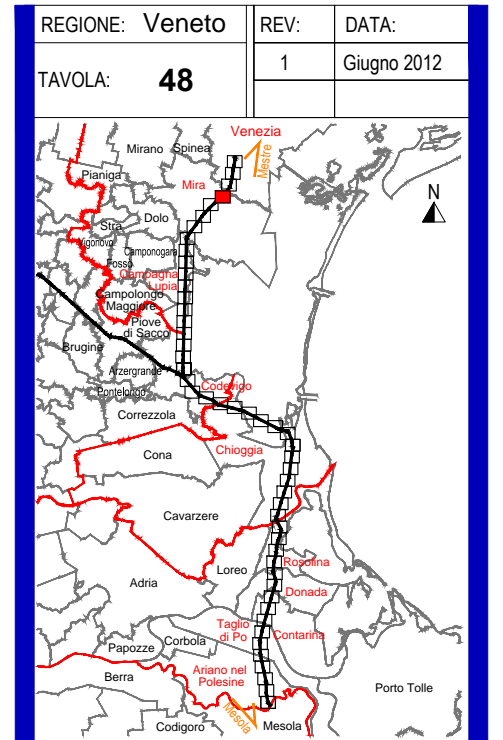 REGIONE: Veneto REV: DATA:
TAVOLA: 48 1 Giugno 2012
Venezia
Mestre
Mirano Spinea
Pianiga
Mira
N
Stra
Dolo
Vigonovo
Camponogara
Fosso
Campagna
Lupia
Campolongo
Maggiore
Piove
di Sacco
Brugine
Arzergrande
Pontelongo
Codevigo
Correzzola
Chioggia
Cona
Cavarzere
Rosolina
Loreo
Adria
Donada
Taglio
di Po
Contarina
Corbola
Papozze
Ariano nel
Polesine
Berra
Porto Tolle
Mesola
Mesola
Codigoro